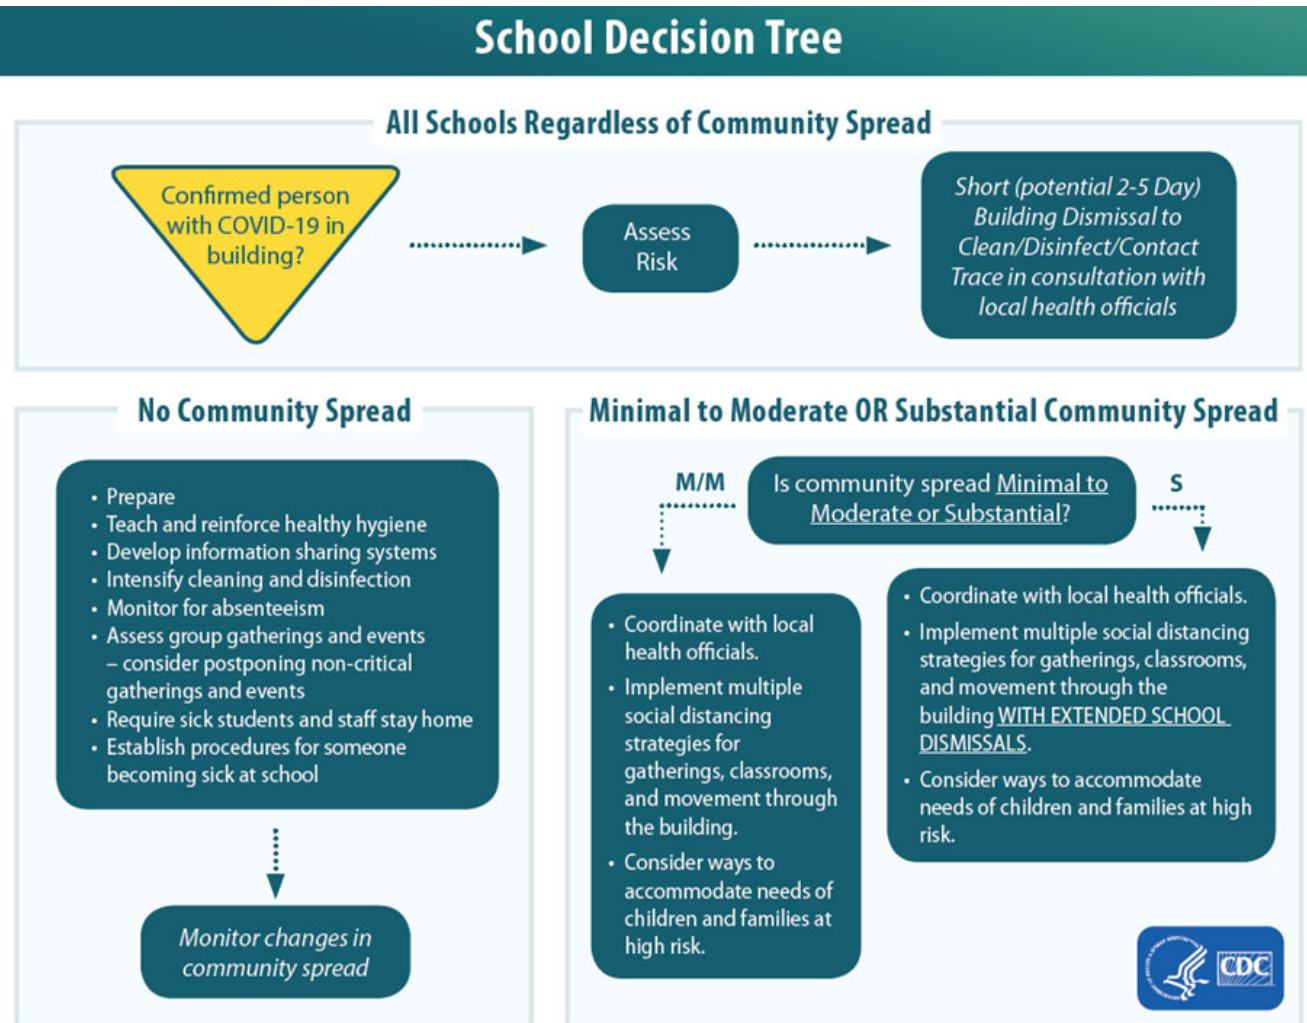 School Decision Tree
All Schools Regardless of Community Spread
Confirmed person
with COVID-19 in
building?
Assess
Risk
Short (potential 2-5 Day)
Building Dismissal to
Clean/Disinfect/Contact
Trace in consultation with
local health officials
No Community Spread
• Prepare
• Teach and reinforce healthy hygiene
• Develop information sharing systems
• Intensify cleaning and disinfection
• Monitor for absenteeism
• Assess group gatherings and events
– consider postponing non-critical
gatherings and events
• Require sick students and staff stay home
• Establish procedures for someone
becoming sick at school
Monitor changes in
community spread
Minimal to Moderate OR Substantial Community Spread
M/M
Is community spread Minimal to
Moderate or Substantial?
S
• Coordinate with local
health officials.
• Implement multiple
social distancing
strategies for
gatherings, classrooms,
and movement through
the building.
• Consider ways to
accommodate needs of
children and families at
high risk.
• Coordinate with local health officials.
• Implement multiple social distancing
strategies for gatherings, classrooms,
and movement through the
building WITH EXTENDED SCHOOL
DISMISSALS.
• Consider ways to accommodate
needs of children and families at high
risk.
CDC